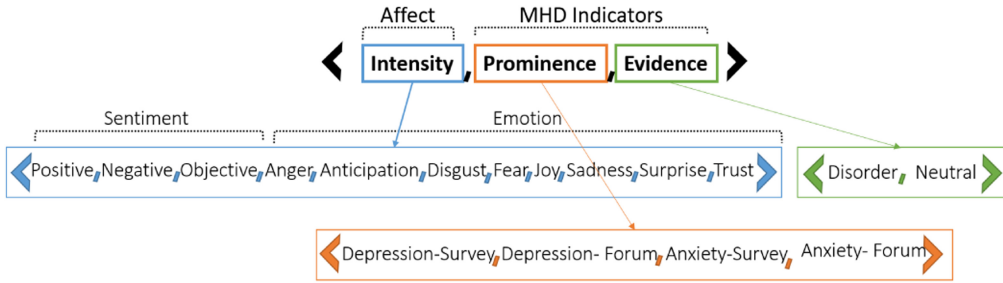 Affect MHD Indicators
< Intensity, Prominence, Evidence >
Sentiment Emotion
< Positive, Negative, Objective, Anger, Anticipation, Disgust, Fear, Joy, Sadness, Surprise, Trust >
< Disorder, Neutral >
< Depression-Survey, Depression- Forum, Anxiety-Survey, Anxiety- Forum >